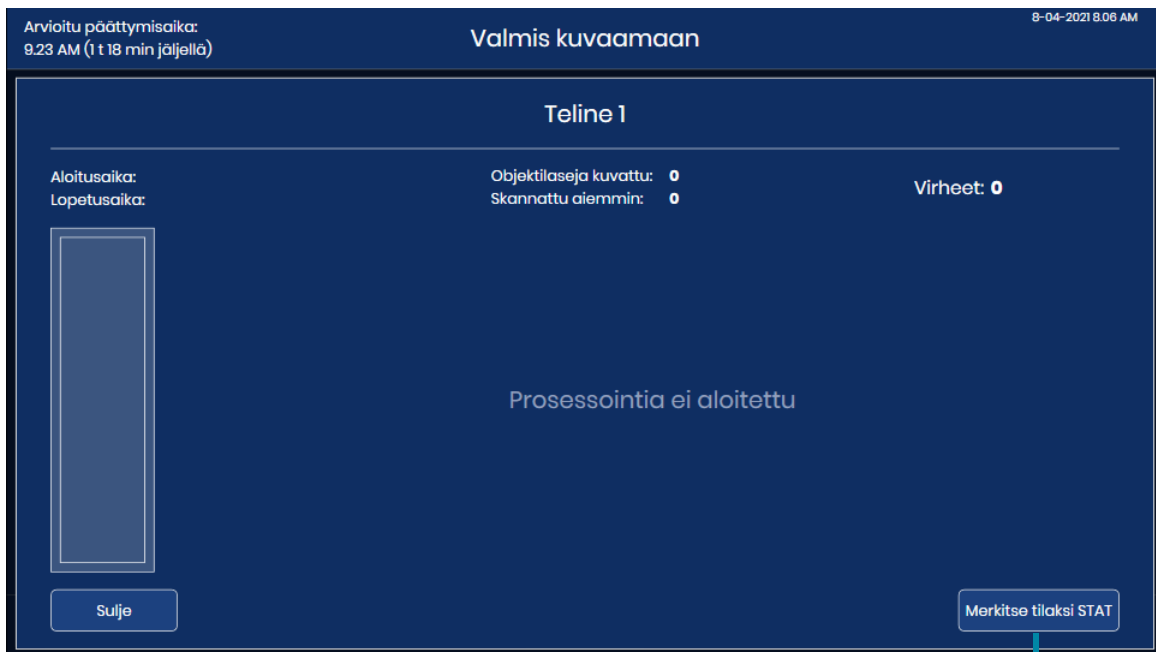 Arvioitu päättymisaika:
9.23 AM (1 t 18 min jäljellä)
Valmis kuvaamaan
8-04-2021 8.06 AM
Teline 1
Aloitusaika:
Lopetusaika:
Objektilaseja kuvattu: 0
Skannattu aiemmin: 0
Virheet: 0
Prosessointia ei aloitettu
Sulje
Merkitse tilaksi STAT